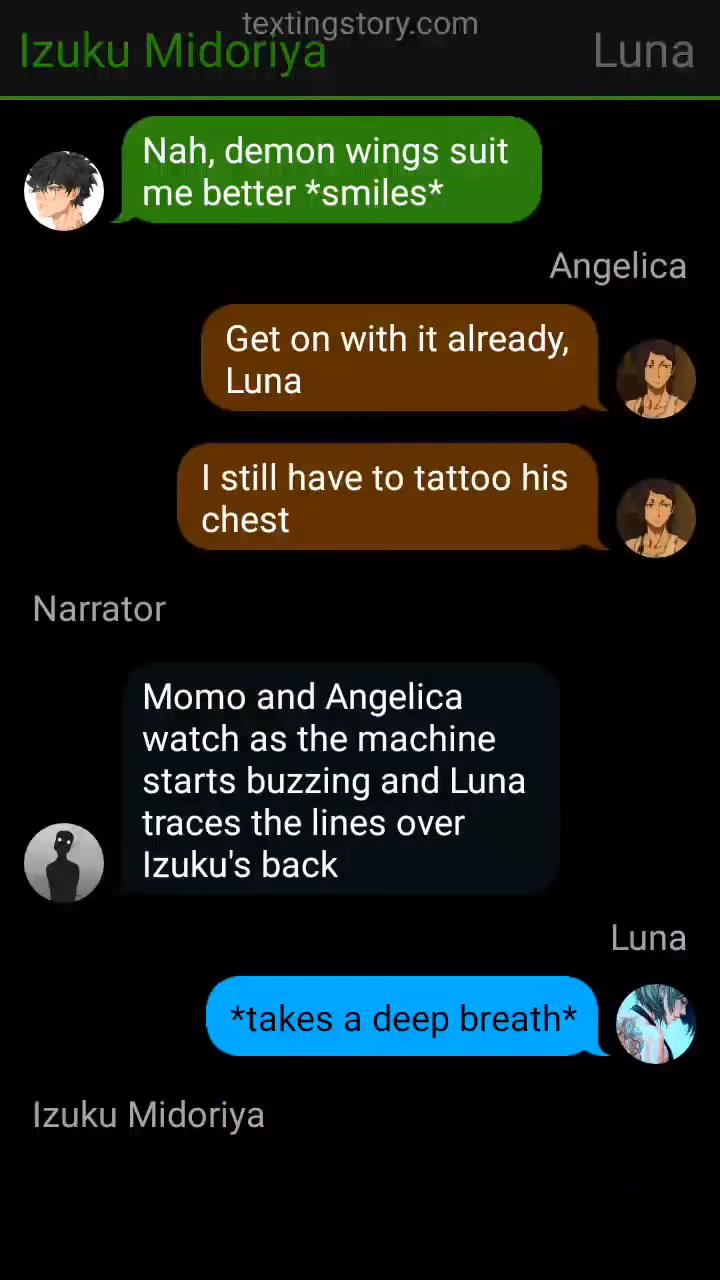 textingstory.com
Izuku Midoriya
Luna
Nah, demon wings suit
me better *smiles*
Angelica
Get on with it already,
Luna
I still have to tattoo his
chest
Narrator
Momo and Angelica
watch as the machine
starts buzzing and Luna
traces the lines over
Izuku's back
Luna
*takes a deep breath*
Izuku Midoriya